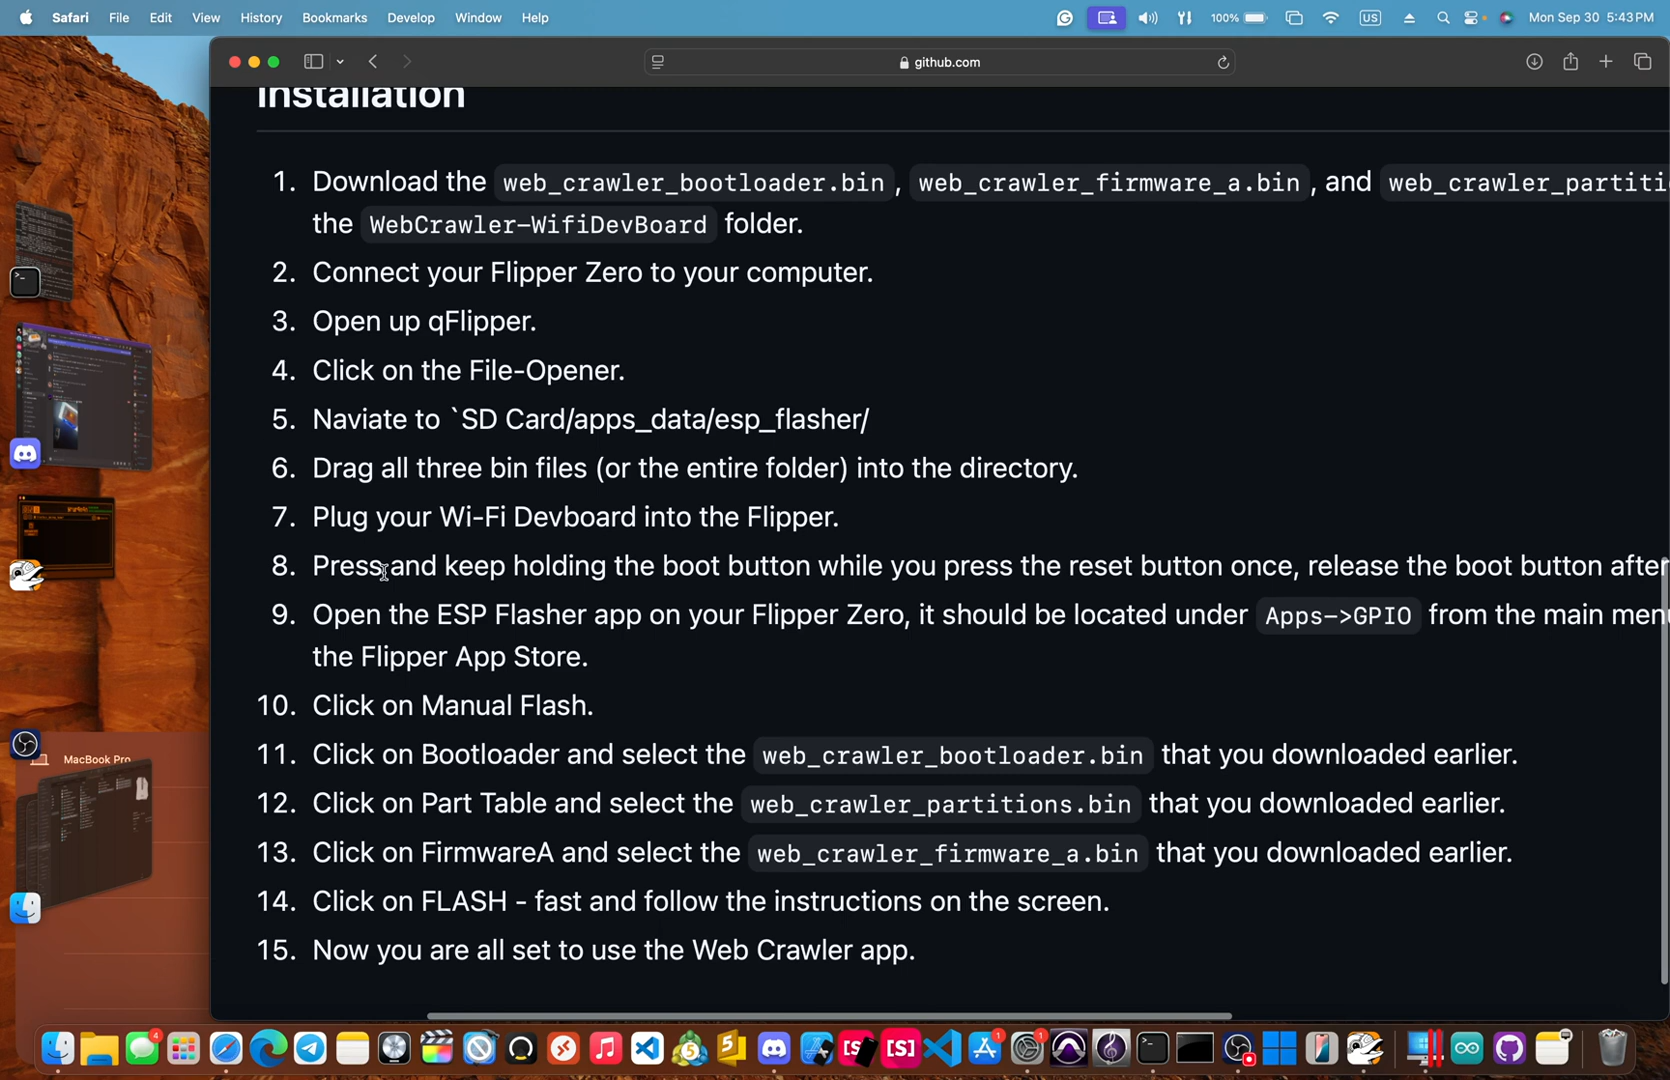 Safari File Edit View History Bookmarks Develop Window Help 100% US Mon Sep 30 5:43 PM
github.com
Installation
1. Download the web_crawler_bootloader.bin, web_crawler_firmware_a.bin, and web_crawler_partiti
the WebCrawler-WifiDevBoard folder.
2. Connect your Flipper Zero to your computer.
3. Open up qFlipper.
4. Click on the File-Opener.
5. Naviate to `SD Card/apps_data/esp_flasher/
6. Drag all three bin files (or the entire folder) into the directory.
7. Plug your Wi-Fi Devboard into the Flipper.
8. Press and keep holding the boot button while you press the reset button once, release the boot button after
9. Open the ESP Flasher app on your Flipper Zero, it should be located under Apps->GPIO from the main menu
the Flipper App Store.
10. Click on Manual Flash.
11. Click on Bootloader and select the web_crawler_bootloader.bin that you downloaded earlier.
MacBook Pro
12. Click on Part Table and select the web_crawler_partitions.bin that you downloaded earlier.
13. Click on FirmwareA and select the web_crawler_firmware_a.bin that you downloaded earlier.
14. Click on FLASH - fast and follow the instructions on the screen.
15. Now you are all set to use the Web Crawler app.